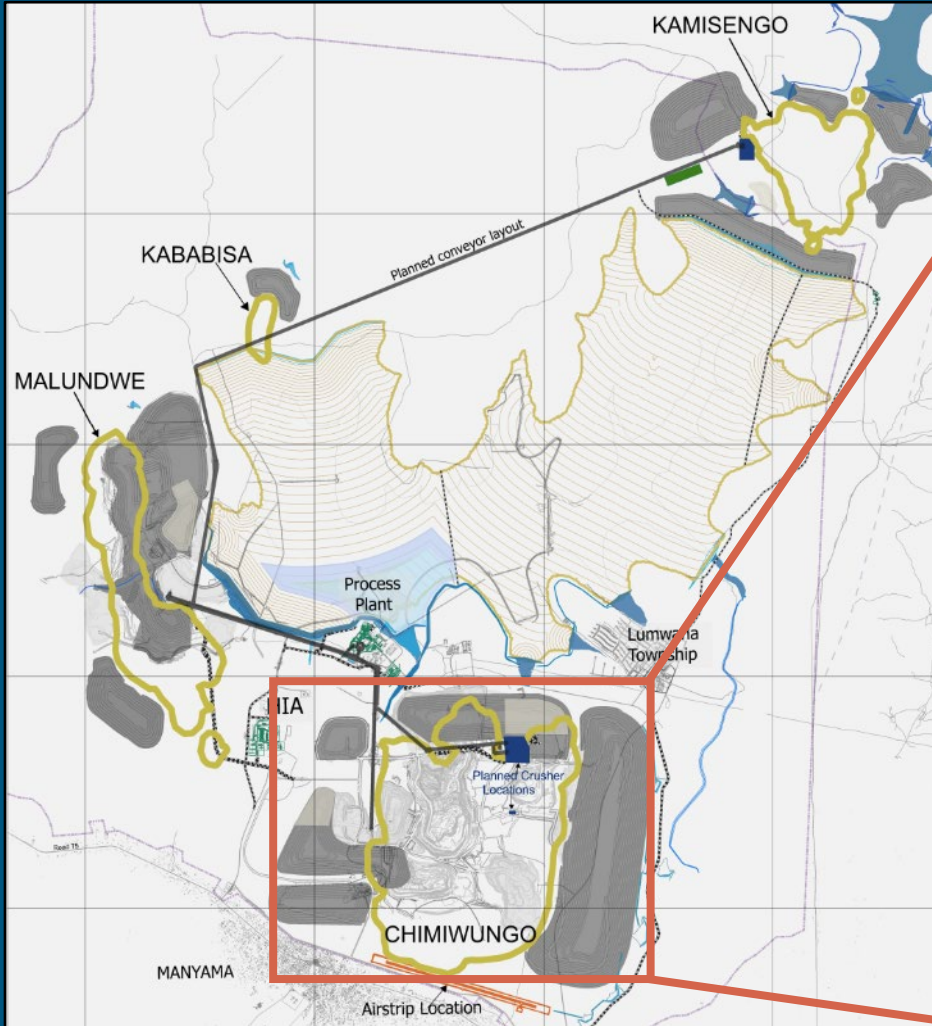 KAMISENGO
Planned conveyor layout
KABABISA
MALUNDWE
Process
Plant
Lumwana
Township
HIA
Planned Crusher
Locations
CHIMIWUNGO
MANYAMA
Airstrip Location